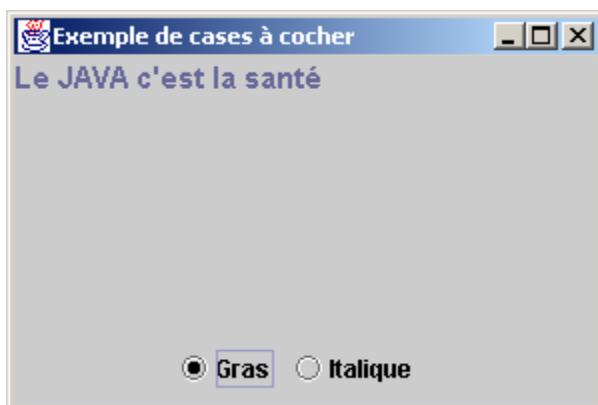 Exemple de cases à cocher
Le JAVA c'est la santé
Gras Italique